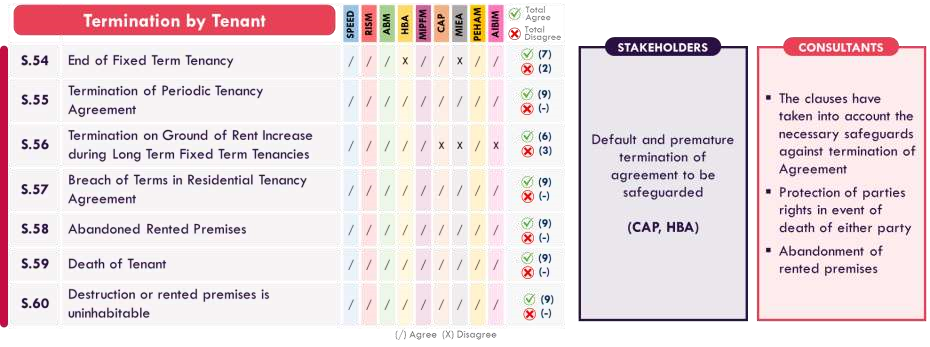 Termination by Tenant
SPEED
RISM
ABM
HBA
MIPFM
CAP
MIEA
PEHAM
AIBIM
Total
Agree
Total
Disagree
S.54 End of Fixed Term Tenancy / / / X / / X / / (7)
(2)
S.55 Termination of Periodic Tenancy
Agreement / / / / / / / / / (9)
(-)
S.56 Termination on Ground of Rent Increase
during Long Term Fixed Term Tenancies / / / / / X X / X (6)
(3)
S.57 Breach of Terms in Residential Tenancy
Agreement / / / / / / / / / (9)
(-)
S.58 Abandoned Rented Premises / / / / / / / / / (9)
(-)
S.59 Death of Tenant / / / / / / / / / (9)
(-)
S.60 Destruction or rented premises is
uninhabitable / / / / / / / / / (9)
(-)
(/) Agree (X) Disagree
STAKEHOLDERS
Default and premature
termination of
agreement to be
safeguarded
(CAP, HBA)
CONSULTANTS
▪ The clauses have
taken into account the
necessary safeguards
against termination of
Agreement
▪ Protection of parties
rights in event of
death of either party
▪ Abandonment of
rented premises